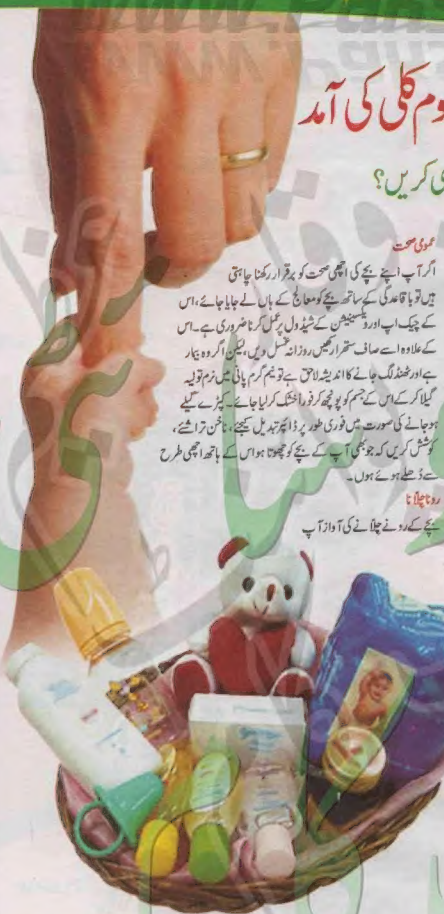 کلی کی آمد
کریں؟
عمومی صحت
اگر آپ اپنے بچے کی اچھی صحت کو برقرار رکھنا چاہتی
ہیں تو باقاعدگی کے ساتھ بچے کو معالج کے ہاں لے جایا جائے، اس
کے چیک اپ اور ویکسینیشن کے شیڈول پر عمل کرنا ضروری ہے۔ اس
کے علاوہ اسے صاف ستھرا رکھیں روزانہ غسل دیں، لیکن اگر وہ بیمار
ہے اور ٹھنڈ لگ جانے کا اندیشہ لاحق ہے تو نیم گرم پانی میں نرم تولیہ
گیلا کر کے اس کے جسم کو پونچھ کر فوراً خشک کر لیا جائے۔ کپڑے گیلے
ہو جانے کی صورت میں فوری طور پر ڈائپر تبدیل کیجئے، ناخن تراشئے،
کوشش کریں کہ جو بھی آپ کے بچے کو چھوتا ہو اس کے ہاتھ اچھی طرح
سے دُھلے ہوئے ہوں۔
رونا چلانا
بچے کے رونے چلانے کی آواز آپ